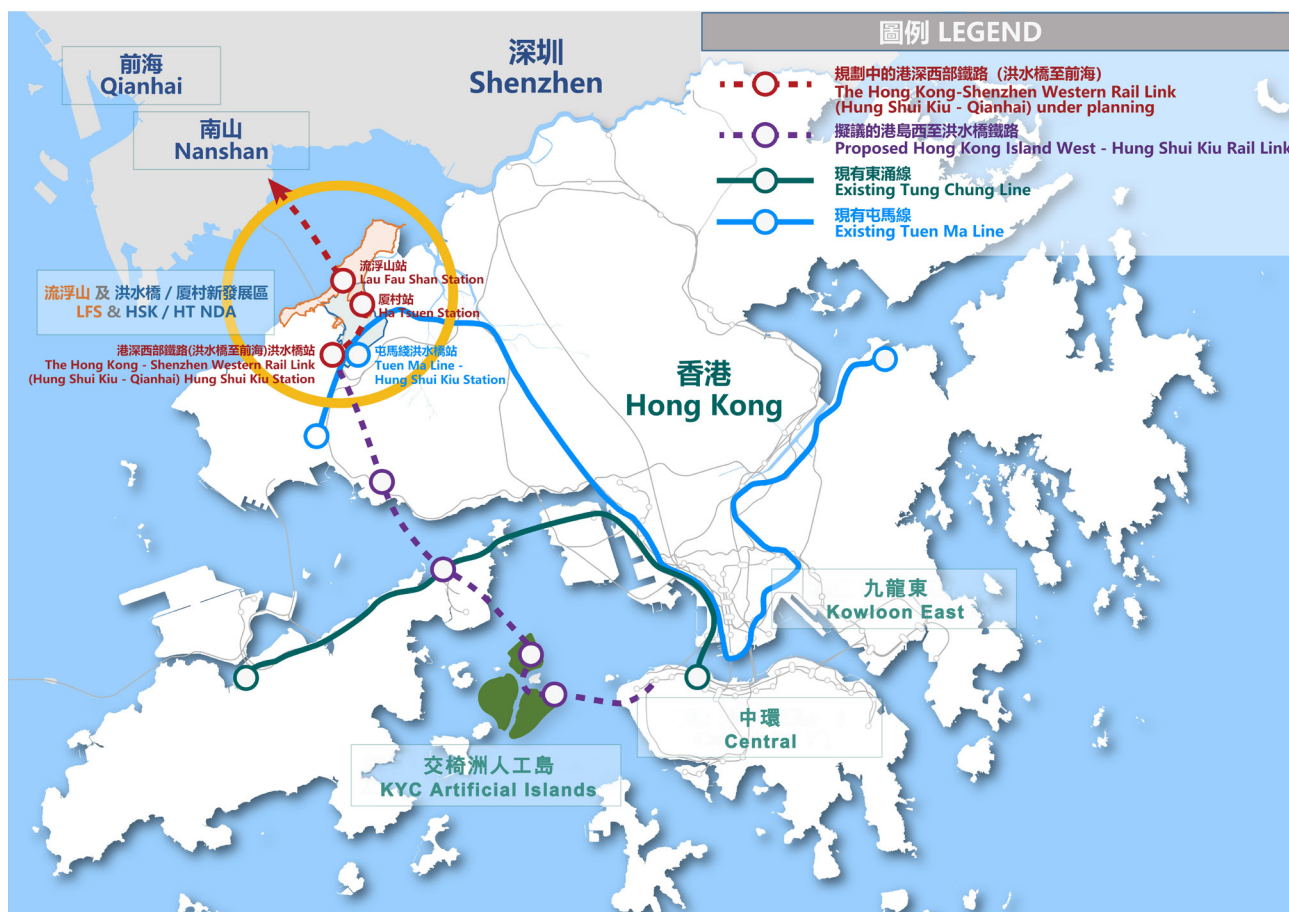 圖例 LEGEND
規劃中的港深西部鐵路 (洪水橋至前海)
The Hong Kong-Shenzhen Western Rail Link
(Hung Shui Kiu - Qianhai) under planning
擬議的港島西至洪水橋鐵路
Proposed Hong Kong Island West - Hung Shui Kiu Rail Link
現有東涌線
Existing Tung Chung Line
現有屯馬線
Existing Tuen Ma Line
前海
Qianhai
深圳
Shenzhen
南山
Nanshan
流浮山站
Lau Fau Shan Station
厦村站
Ha Tsuen Station
流浮山 及 洪水橋 / 厦村新發展區
LFS & HSK / HT NDA
港深西部鐵路(洪水橋至前海)洪水橋站
The Hong Kong - Shenzhen Western Rail Link
(Hung Shui Kiu - Qianhai) Hung Shui Kiu Station
屯馬綫洪水橋站
Tuen Ma Line -
Hung Shui Kiu Station
香港
Hong Kong
九龍東
Kowloon East
中環
Central
交椅洲人工島
KYC Artificial Islands